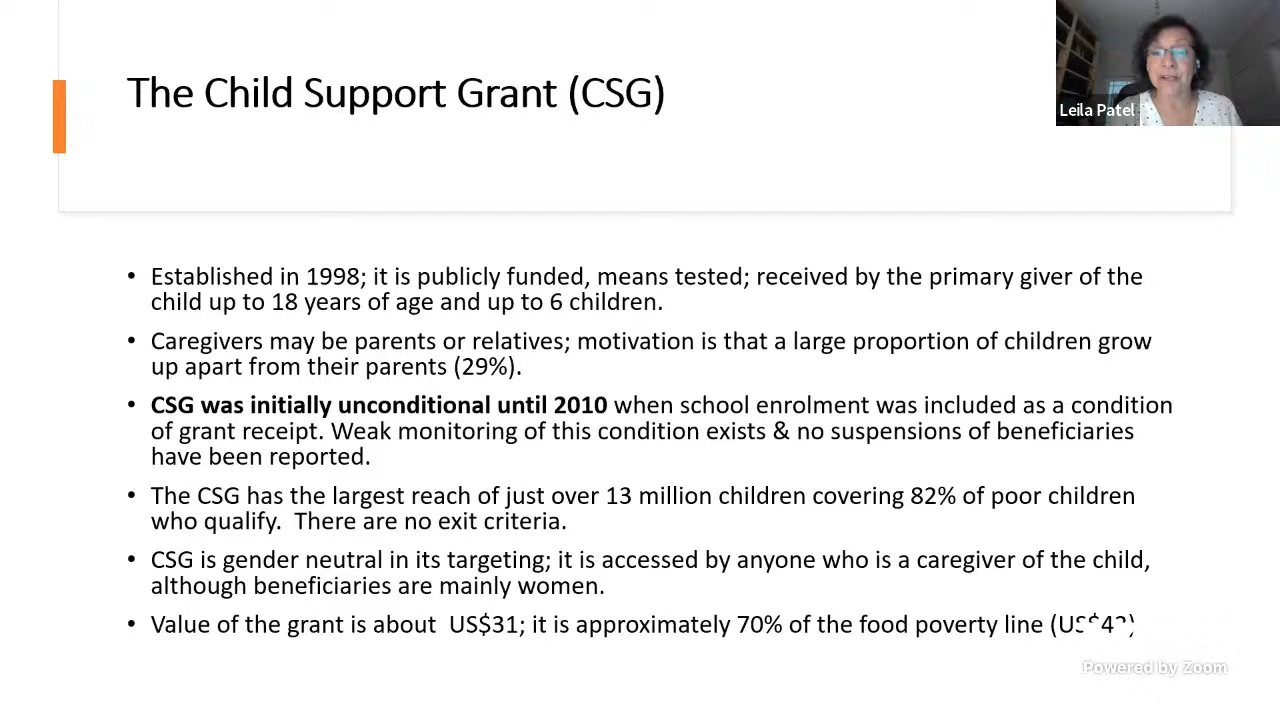 The Child Support Grant (CSG)
Leila Patel
• Established in 1998; it is publicly funded, means tested; received by the primary giver of the
child up to 18 years of age and up to 6 children.
• Caregivers may be parents or relatives; motivation is that a large proportion of children grow
up apart from their parents (29%).
• CSG was initially unconditional until 2010 when school enrolment was included as a condition
of grant receipt. Weak monitoring of this condition exists & no suspensions of beneficiaries
have been reported.
• The CSG has the largest reach of just over 13 million children covering 82% of poor children
who qualify.  There are no exit criteria.
• CSG is gender neutral in its targeting; it is accessed by anyone who is a caregiver of the child,
although beneficiaries are mainly women.
• Value of the grant is about  US$31; it is approximately 70% of the food poverty line
Powered by Zoom